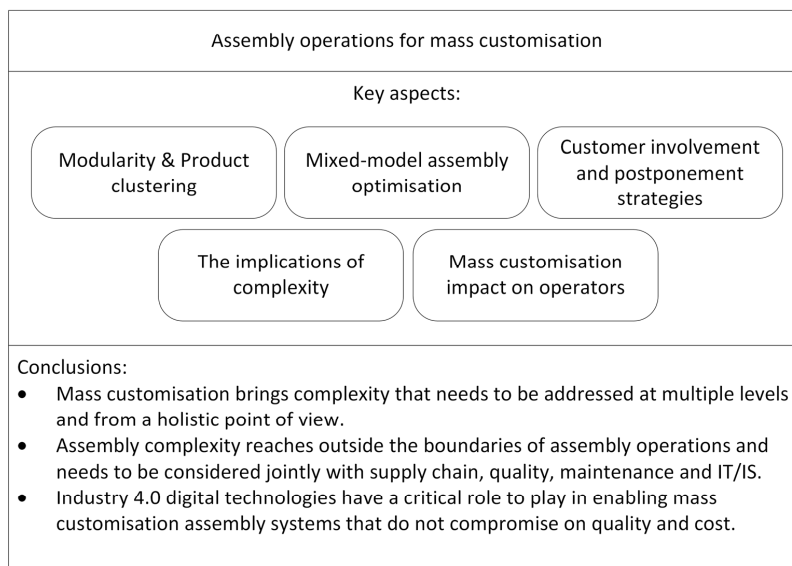 Assembly operations for mass customisation
Key aspects:
Modularity & Product
clustering
Mixed-model assembly
optimisation
Customer involvement
and postponement
strategies
The implications of
complexity
Mass customisation
impact on operators
Conclusions:
• Mass customisation brings complexity that needs to be addressed at multiple levels
and from a holistic point of view.
• Assembly complexity reaches outside the boundaries of assembly operations and
needs to be considered jointly with supply chain, quality, maintenance and IT/IS.
• Industry 4.0 digital technologies have a critical role to play in enabling mass
customisation assembly systems that do not compromise on quality and cost.